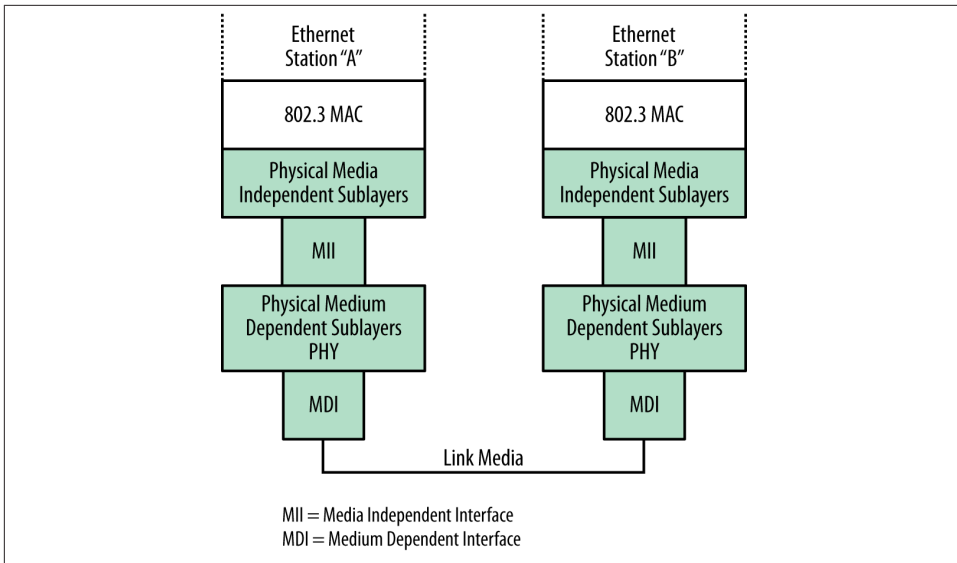 Ethernet
Station “A”
802.3 MAC
Physical Media
Independent Sublayers
MII
Physical Medium
Dependent Sublayers
PHY
MDI
Ethernet
Station “B”
802.3 MAC
Physical Media
Independent Sublayers
MII
Physical Medium
Dependent Sublayers
PHY
MDI
Link Media
MII = Media Independent Interface
MDI = Medium Dependent Interface